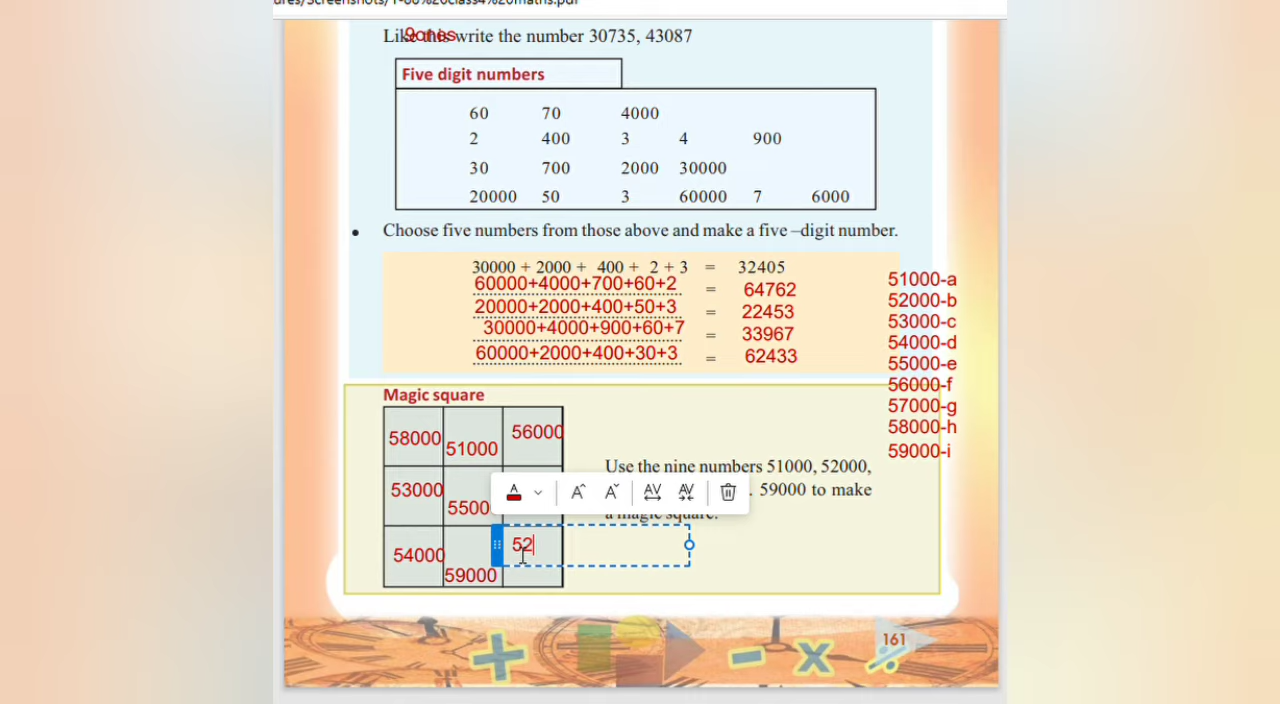 Like this write the number 30735, 43087
9ones
Five digit numbers
60 70 4000
2 400 3 4 900
30 700 2000 30000
20000 50 3 60000 7 6000
• Choose five numbers from those above and make a five –digit number.
30000 + 2000 + 400 + 2 + 3 = 32405
60000+4000+700+60+2 = 64762
20000+2000+400+50+3 = 22453
30000+4000+900+60+7 = 33967
60000+2000+400+30+3 = 62433
51000-a
52000-b
53000-c
54000-d
55000-e
56000-f
57000-g
58000-h
59000-i
Magic square
58000 51000 56000
53000 5500
54000 59000 52
Use the nine numbers 51000, 52000,
. 59000 to make
a magic square.
161